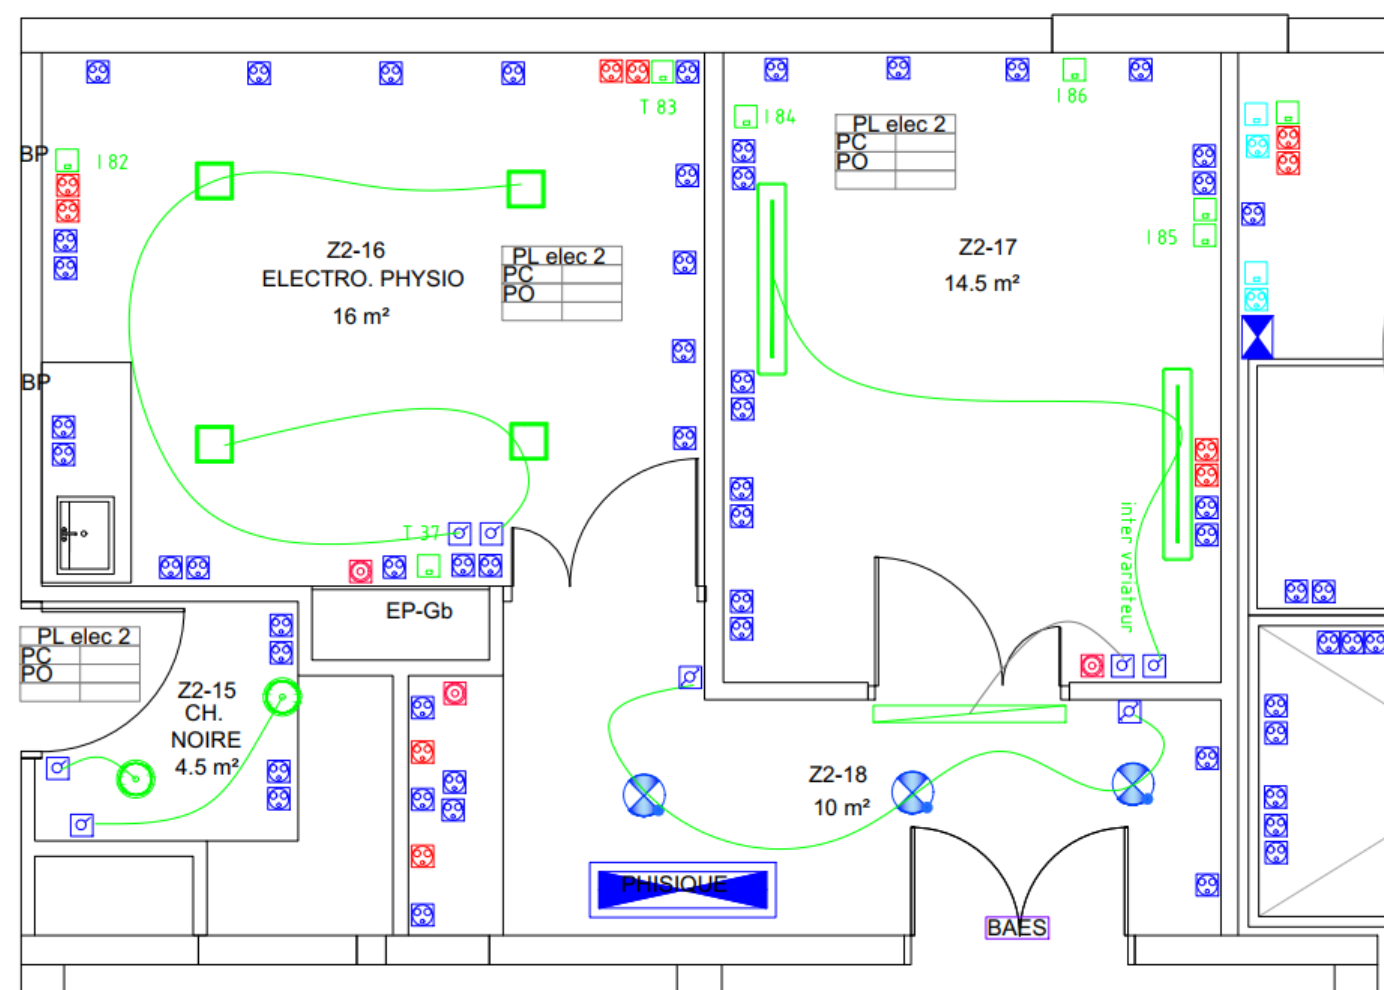 T 83
I 86
I 84
PL elec 2
PC
PO
BP
I 82
Z2-16
ELECTRO. PHYSIO
16 m²
PL elec 2
PC
PO
Z2-17
14.5 m²
I 85
BP
T 37
inter variateur
EP-Gb
PL elec 2
PC
PO
Z2-15
CH.
NOIRE
4.5 m²
Z2-18
10 m²
PHISIQUE
BAES